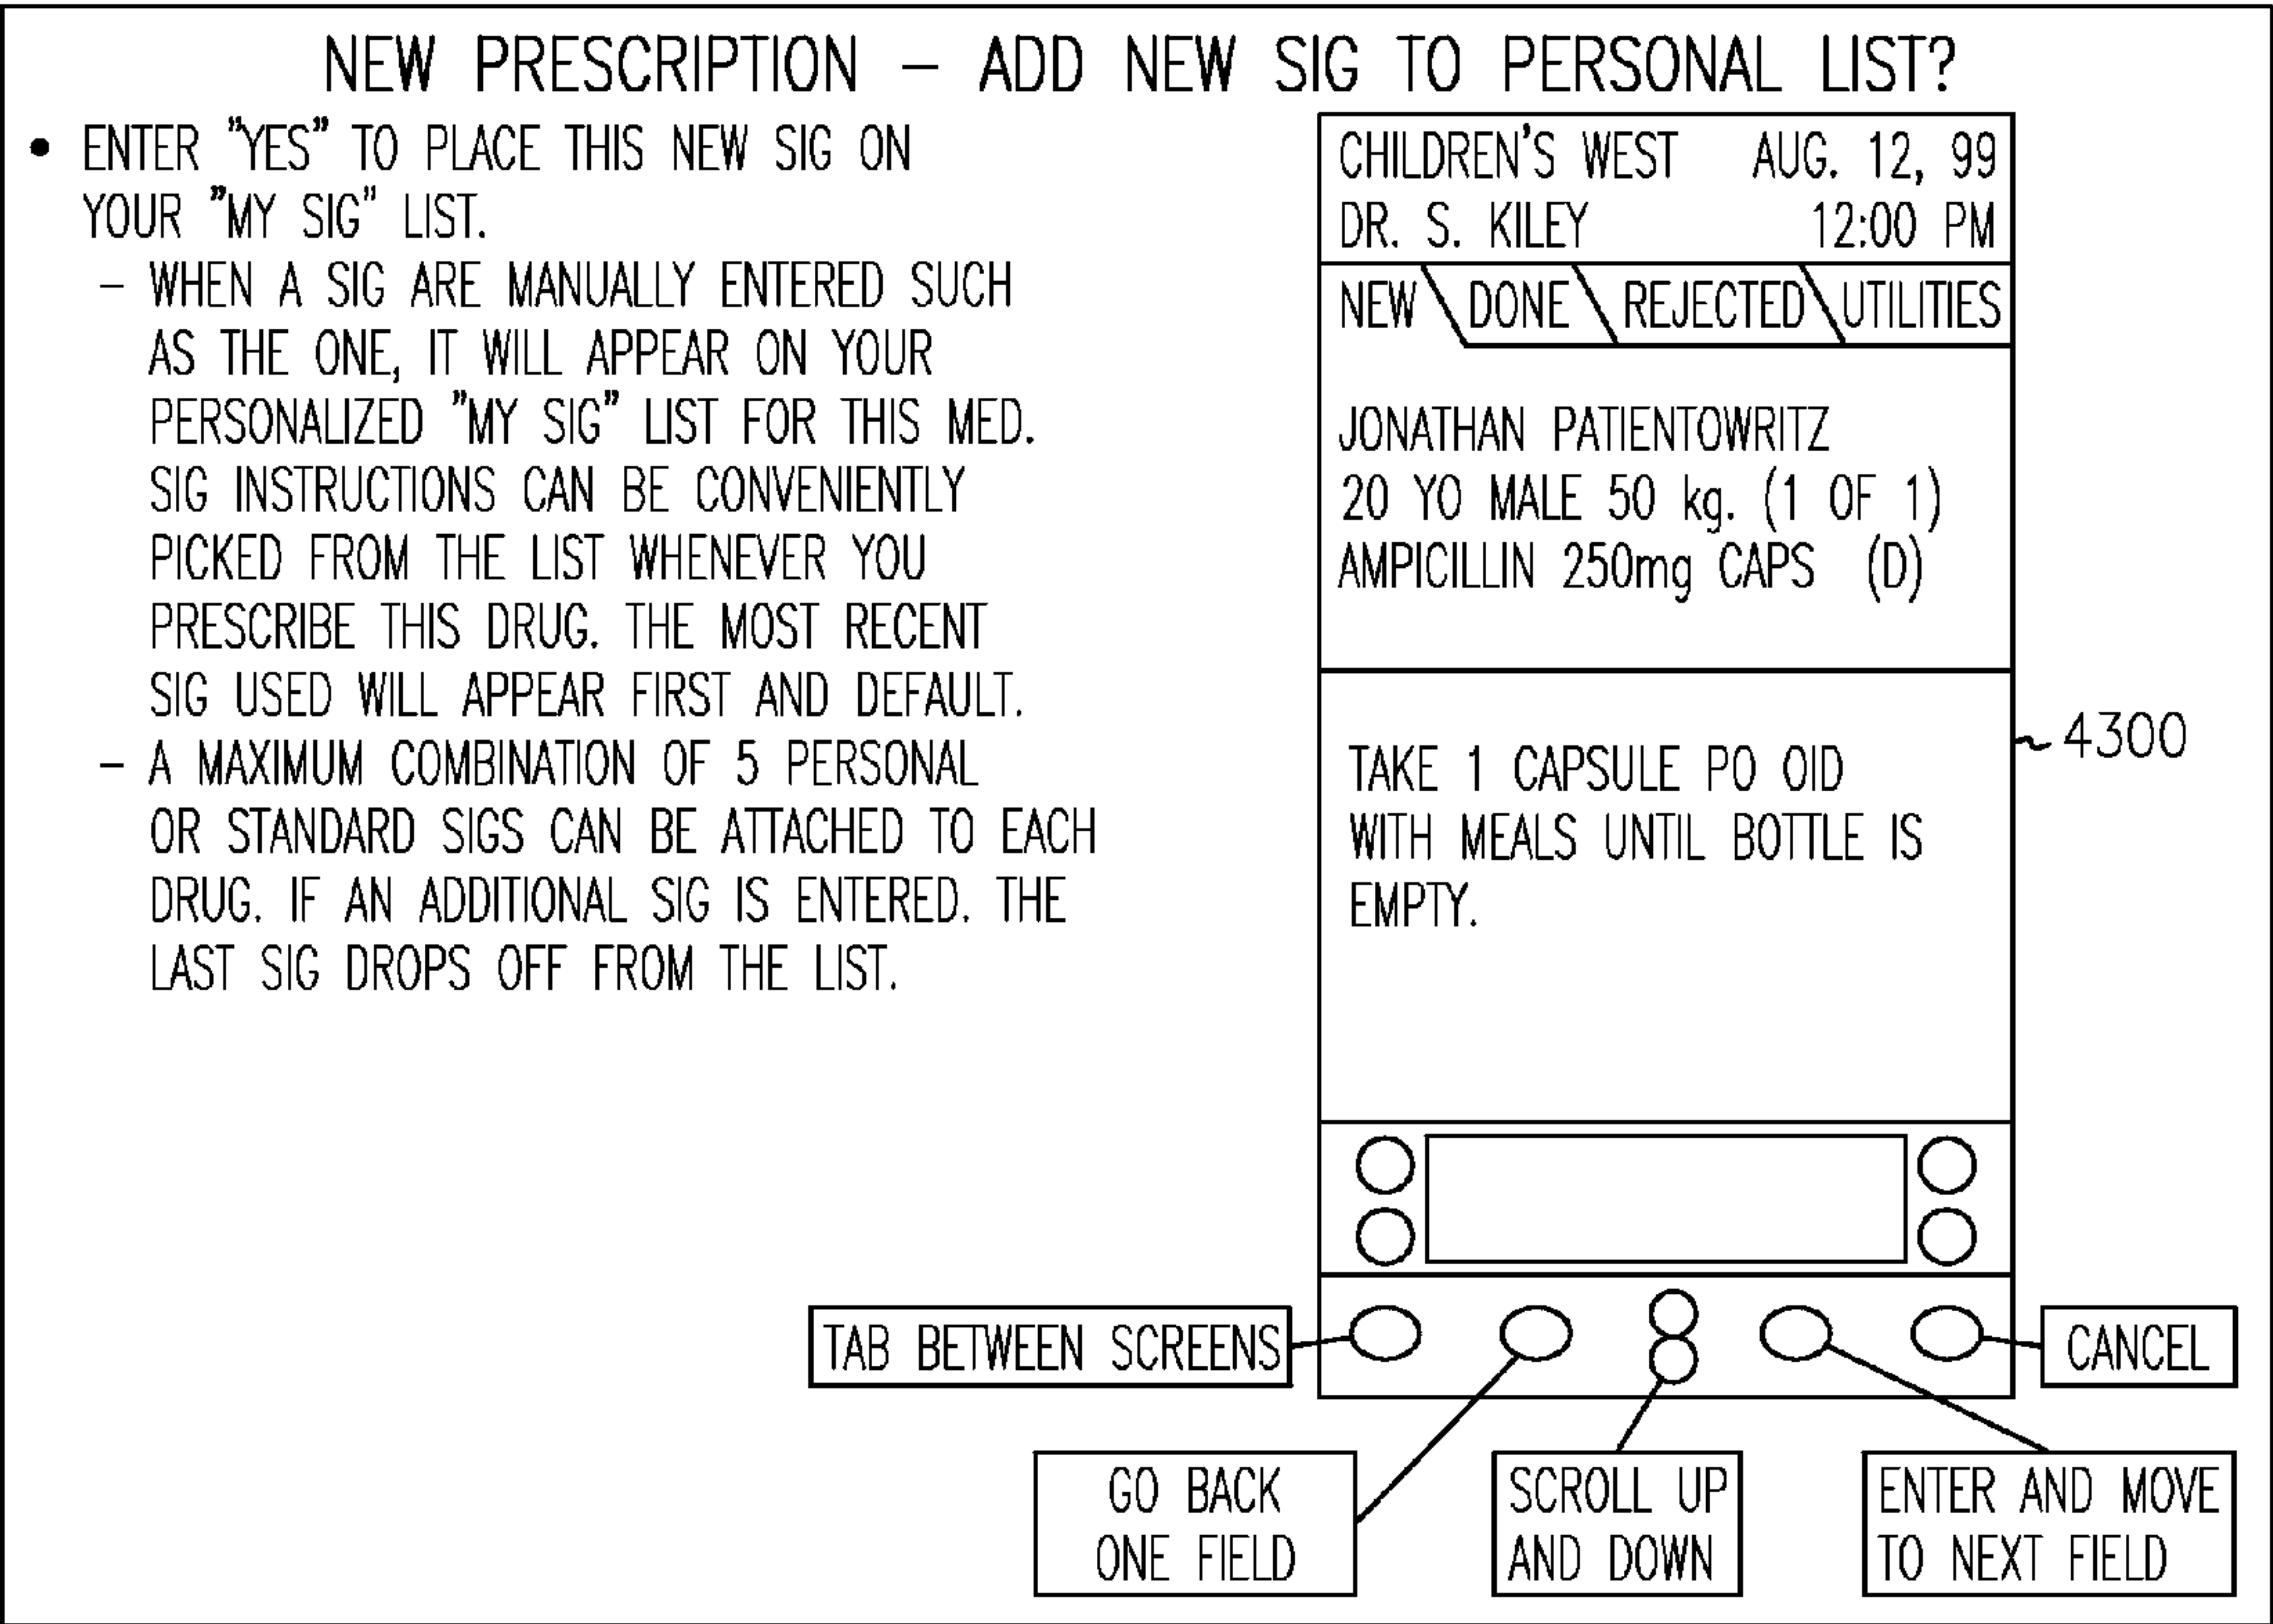 NEW PRESCRIPTION – ADD NEW SIG TO PERSONAL LIST?
• ENTER "YES" TO PLACE THIS NEW SIG ON
YOUR "MY SIG" LIST.
– WHEN A SIG ARE MANUALLY ENTERED SUCH
AS THE ONE, IT WILL APPEAR ON YOUR
PERSONALIZED "MY SIG" LIST FOR THIS MED.
SIG INSTRUCTIONS CAN BE CONVENIENTLY
PICKED FROM THE LIST WHENEVER YOU
PRESCRIBE THIS DRUG. THE MOST RECENT
SIG USED WILL APPEAR FIRST AND DEFAULT.
– A MAXIMUM COMBINATION OF 5 PERSONAL
OR STANDARD SIGS CAN BE ATTACHED TO EACH
DRUG. IF AN ADDITIONAL SIG IS ENTERED. THE
LAST SIG DROPS OFF FROM THE LIST.
CHILDREN'S WEST AUG. 12, 99
DR. S. KILEY 12:00 PM
NEW DONE REJECTED UTILITIES
JONATHAN PATIENTOWRITZ
20 YO MALE 50 kg. (1 OF 1)
AMPICILLIN 250mg CAPS (D)
4300
TAKE 1 CAPSULE PO OID
WITH MEALS UNTIL BOTTLE IS
EMPTY.
TAB BETWEEN SCREENS
CANCEL
GO BACK
ONE FIELD
SCROLL UP
AND DOWN
ENTER AND MOVE
TO NEXT FIELD